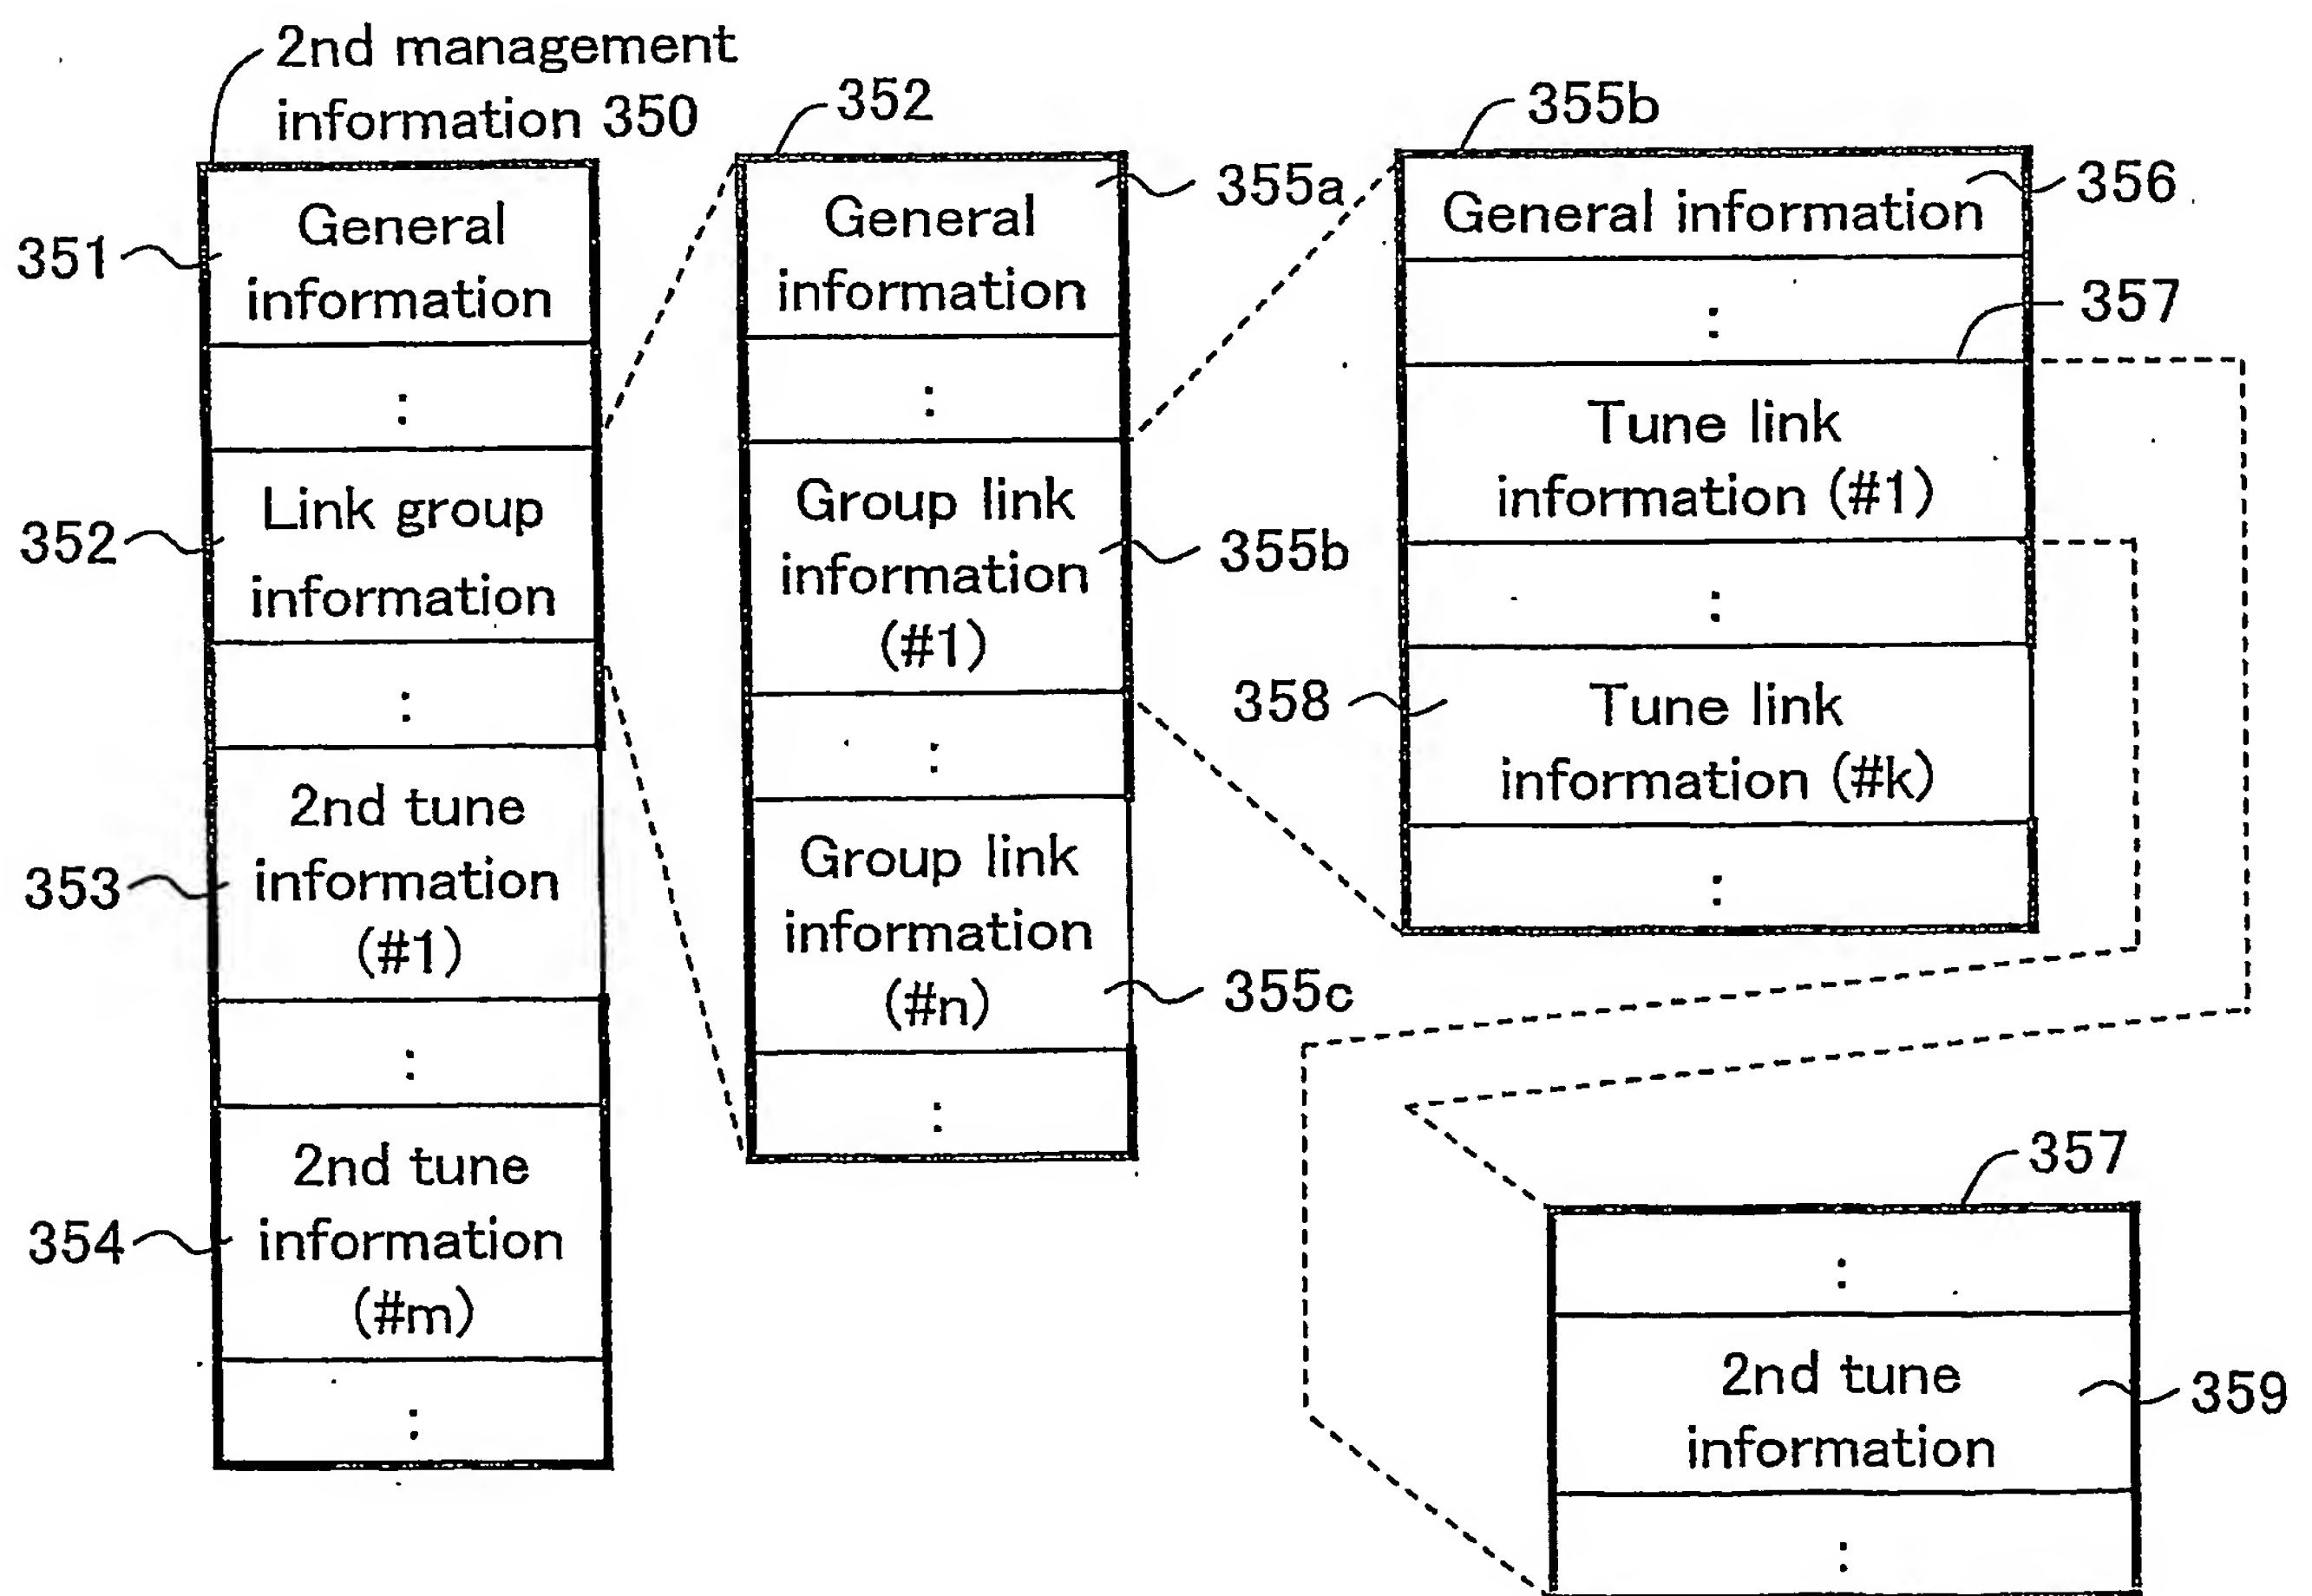 2nd management
information 350
351
General
information
:
352
Link group
information
:
353
2nd tune
information
(#1)
:
354
2nd tune
information
(#m)
:
352
355a
General
information
:
Group link
information
(#1)
355b
:
Group link
information
(#n)
355c
:
355b
356
General information
:
357
Tune link
information (#1)
:
358
Tune link
information (#k)
:
357
:
2nd tune
information
359
: